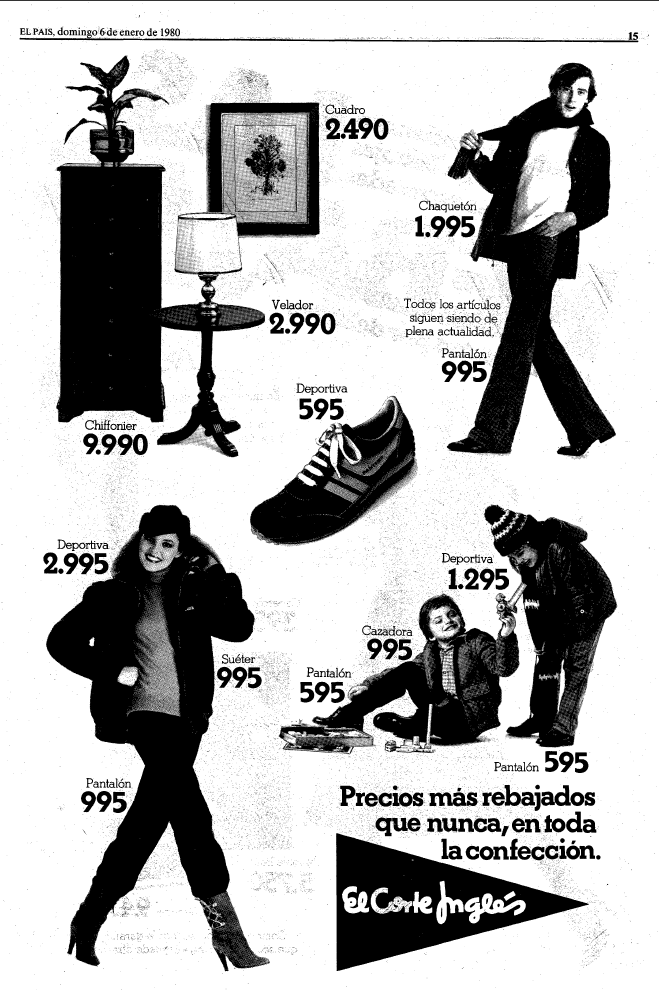 EL PAIS, domingo 6 de enero de 1980
15
Cuadro
2.490
Chaquetón
1.995
Velador
2.990
Todos los artículos
siguen siendo de
plena actualidad.
Pantalón
995
Deportiva
595
Chiffonier
9.990
Deportiva
2.995
Deportiva
1.295
Cazadora
995
Suéter
995
Pantalón
595
Pantalón
995
Pantalón 595
Precios más rebajados
que nunca, en toda
la confección.
El Corte Inglés